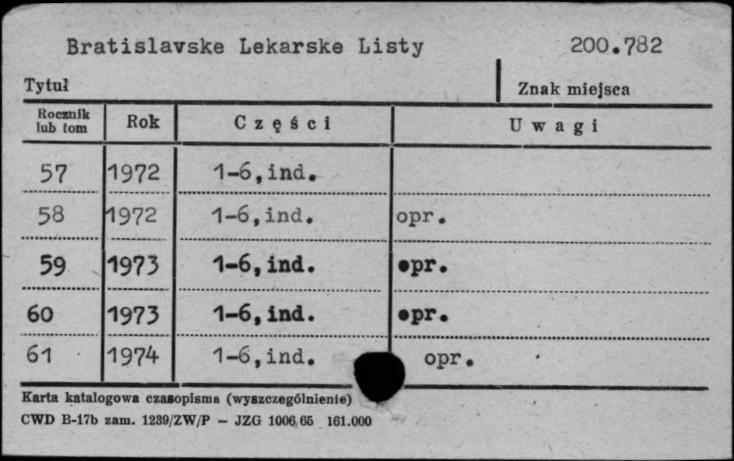 Bratislavske Lekarske Listy 200.782
Tytuł Znak miejsca
Rocznik lub tom Rok Części Uwagi
57 1972 1-6,ind.
58 1972 1-6,ind. opr.
59 1973 1-6,ind. opr.
60 1973 1-6,ind. opr.
61 1974 1-6,ind. opr.
Karta katalogowa czasopisma (wyszczególnienie)
CWD B-17b zam. 1239/ZW/P — JZG 1006/65 161.000